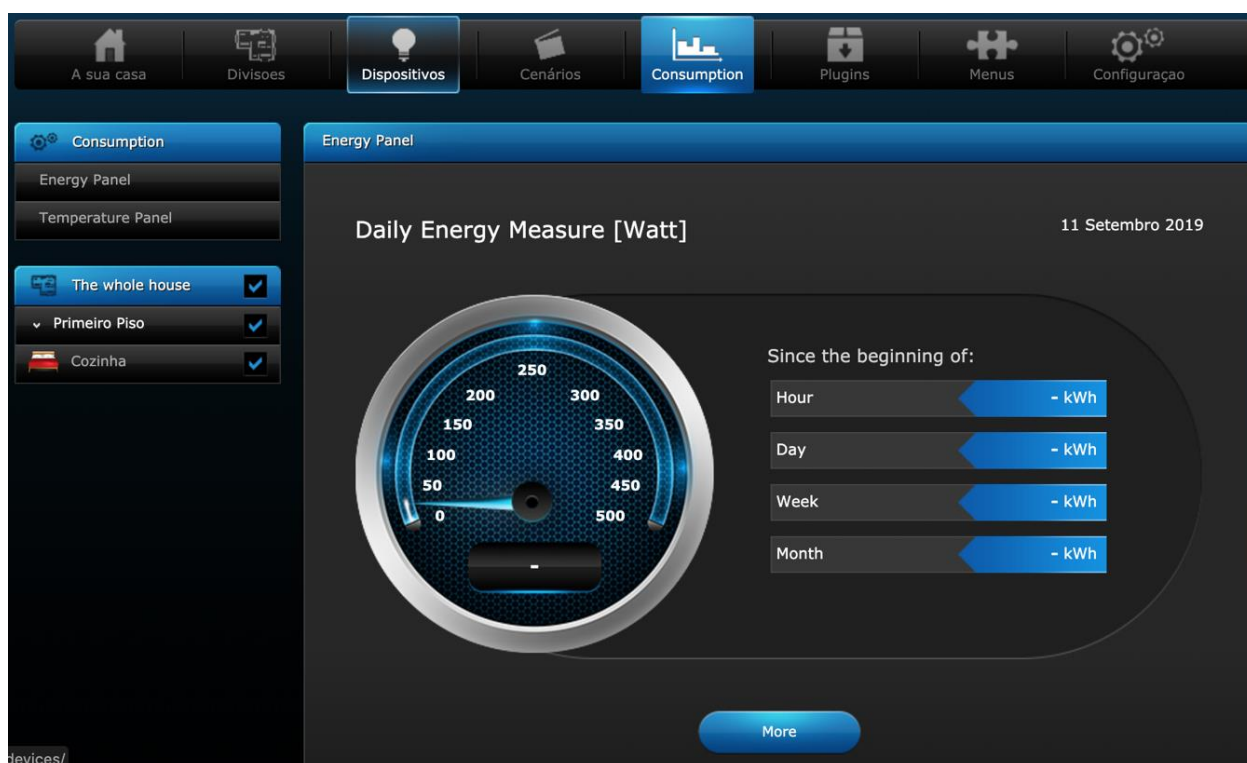 A sua casa
Divisoes
Dispositivos
Cenários
Consumption
Plugins
Menus
Configuraçao
Consumption
Energy Panel
Temperature Panel
The whole house
Primeiro Piso
Cozinha
Energy Panel
Daily Energy Measure [Watt]
11 Setembro 2019
250
200
300
150
350
100
400
50
450
0
500
-
Since the beginning of:
Hour - kWh
Day - kWh
Week - kWh
Month - kWh
More
devices/